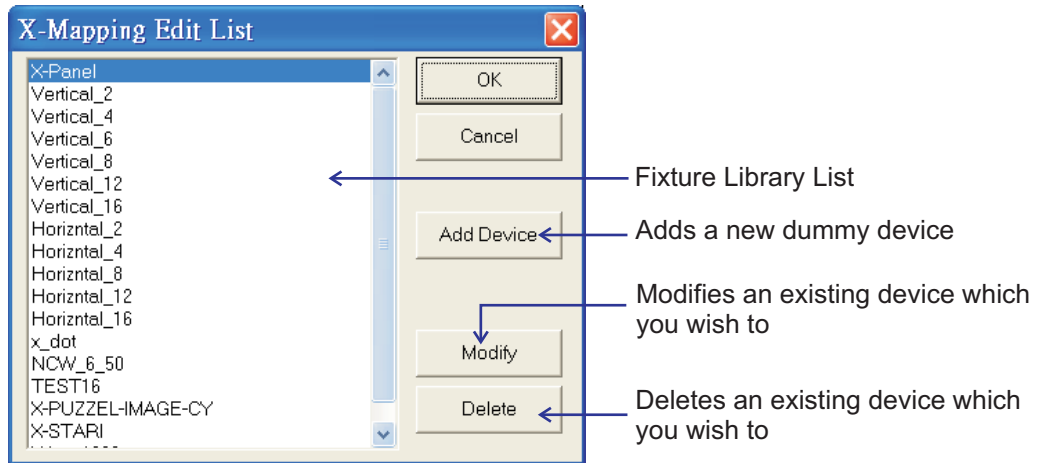 X-Mapping Edit List
X-Panel
Vertical_2
Vertical_4
Vertical_6
Vertical_8
Vertical_12
Vertical_16
Horizntal_2
Horizntal_4
Horizntal_8
Horizntal_12
Horizntal_16
x_dot
NCW_6_50
TEST16
X-PUZZEL-IMAGE-CY
X-STARI
OK
Cancel
Add Device
Modify
Delete
Fixture Library List
Adds a new dummy device
Modifies an existing device which
you wish to
Deletes an existing device which
you wish to